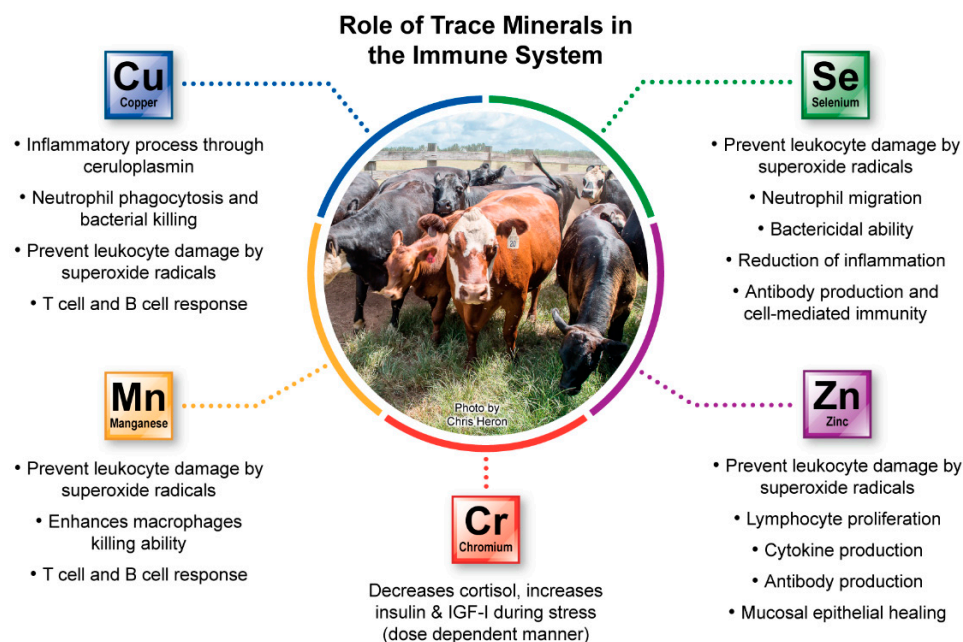 Role of Trace Minerals in
the Immune System
Cu
Copper
• Inflammatory process through
ceruloplasmin
• Neutrophil phagocytosis and
bacterial killing
• Prevent leukocyte damage by
superoxide radicals
• T cell and B cell response
Se
Selenium
• Prevent leukocyte damage by
superoxide radicals
• Neutrophil migration
• Bactericidal ability
• Reduction of inflammation
• Antibody production and
cell-mediated immunity
Photo by
Chris Heron
Mn
Manganese
• Prevent leukocyte damage by
superoxide radicals
• Enhances macrophages
killing ability
• T cell and B cell response
Cr
Chromium
Decreases cortisol, increases
insulin & IGF-I during stress
(dose dependent manner)
Zn
Zinc
• Prevent leukocyte damage by
superoxide radicals
• Lymphocyte proliferation
• Cytokine production
• Antibody production
• Mucosal epithelial healing